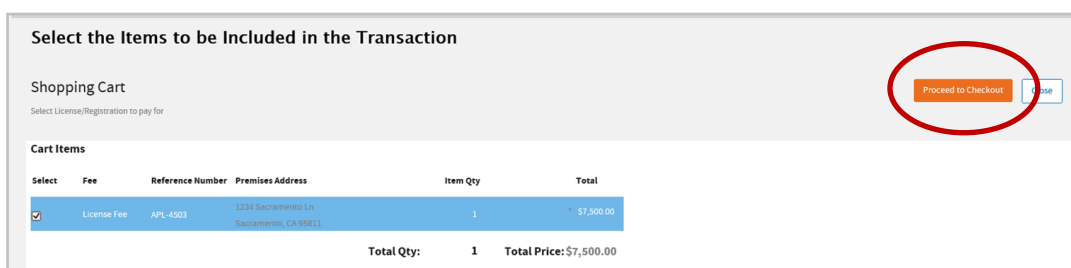 Select the Items to be Included in the Transaction
Shopping Cart
Proceed to Checkout
Close
Select License/Registration to pay for
Cart Items
Select Fee Reference Number Premises Address Item Qty Total
License Fee APL-4503 1234 Sacramento Ln Sacramento, CA 95811 1 $7,500.00
Total Qty: 1 Total Price: $7,500.00